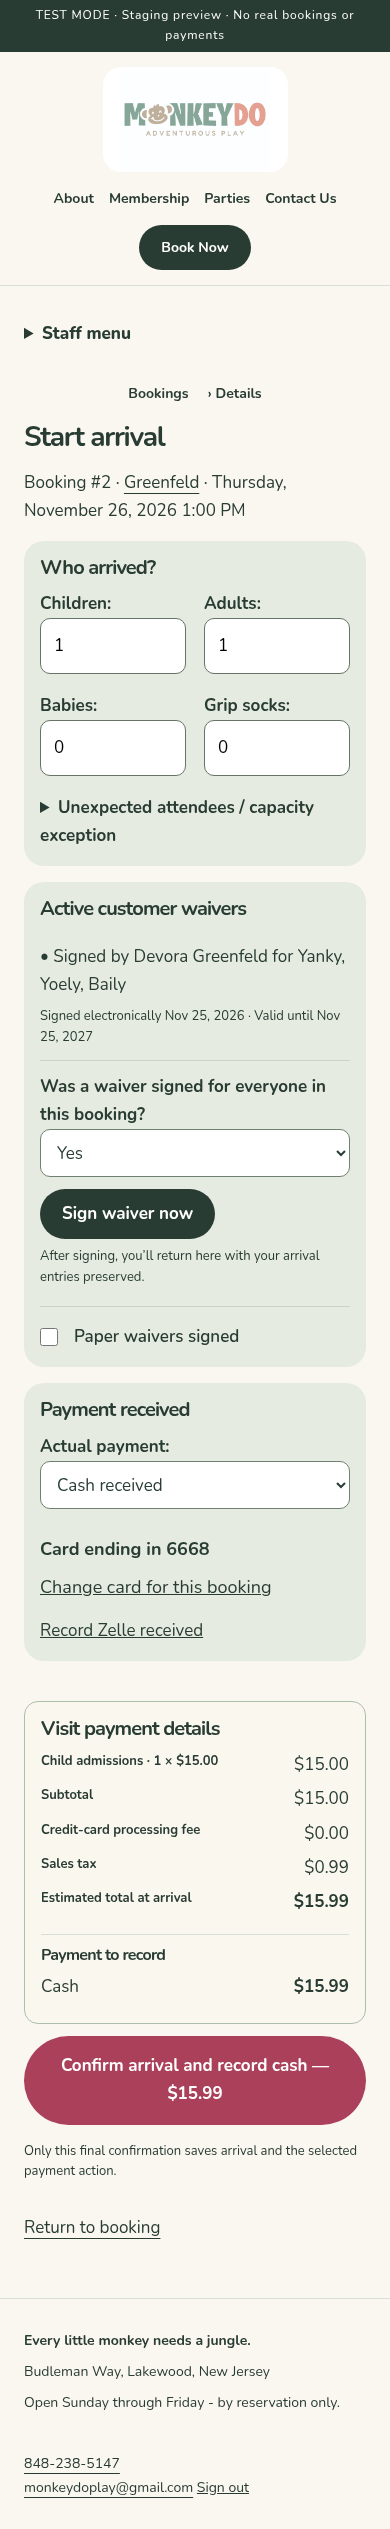 TEST MODE · Staging preview · No real bookings or
payments
MONKEYDO
ADVENTUROUS PLAY
About Membership Parties Contact Us
Book Now
▶ Staff menu
Bookings › Details
Start arrival
Booking #2 · Greenfeld · Thursday,
November 26, 2026 1:00 PM
Who arrived?
Children: Adults:
1 1
Babies: Grip socks:
0 0
▶ Unexpected attendees / capacity
exception
Active customer waivers
• Signed by Devora Greenfeld for Yanky,
Yoely, Baily
Signed electronically Nov 25, 2026 · Valid until Nov
25, 2027
Was a waiver signed for everyone in
this booking?
Yes
Sign waiver now
After signing, you’ll return here with your arrival
entries preserved.
Paper waivers signed
Payment received
Actual payment:
Cash received
Card ending in 6668
Change card for this booking
Record Zelle received
Visit payment details
Child admissions · 1 × $15.00 $15.00
Subtotal $15.00
Credit-card processing fee $0.00
Sales tax $0.99
Estimated total at arrival $15.99
Payment to record
Cash $15.99
Confirm arrival and record cash —
$15.99
Only this final confirmation saves arrival and the selected
payment action.
Return to booking
Every little monkey needs a jungle.
Budleman Way, Lakewood, New Jersey
Open Sunday through Friday - by reservation only.
848-238-5147
monkeydoplay@gmail.com Sign out